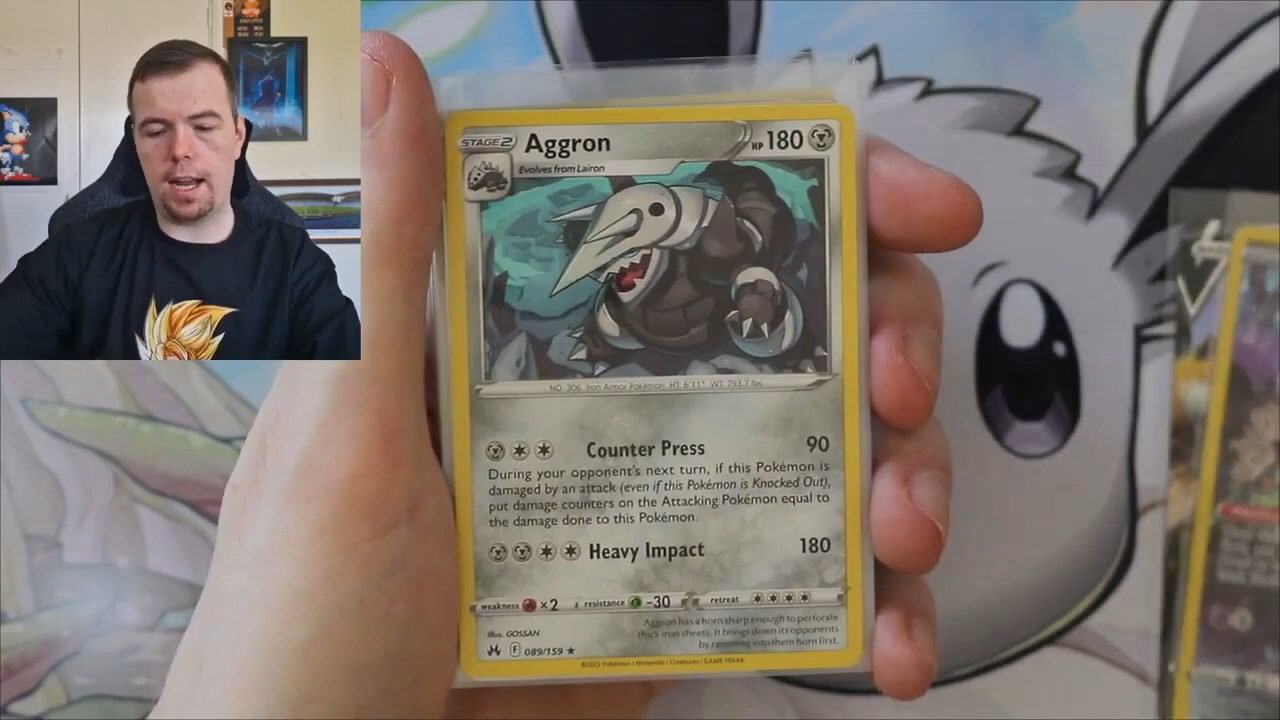 STAGE2 Aggron HP 180
Evolves from Lairon
NO. 306 Iron Armor Pokémon HT: 6'11" WT: 793.7 lbs.
Counter Press 90
During your opponent's next turn, if this Pokémon is
damaged by an attack (even if this Pokémon is Knocked Out),
put damage counters on the Attacking Pokémon equal to
the damage done to this Pokémon.
Heavy Impact 180
weakness ×2 resistance -30 retreat
Illus. GOSSAN
Aggron has a horn sharp enough to perforate
thick iron sheets. It brings down its opponents
by ramming into them horn first.
F 089/159 ★
©2023 Pokémon / Nintendo / Creatures / GAME FREAK